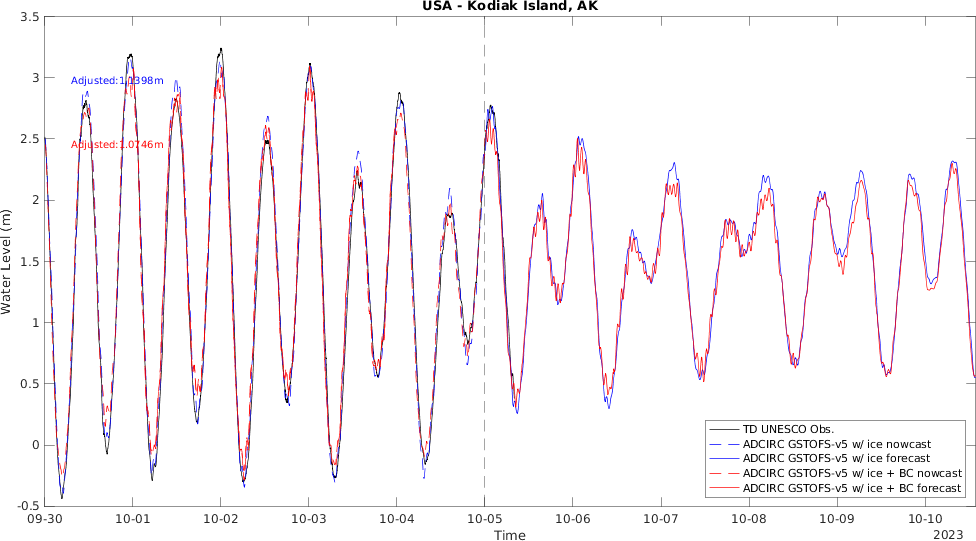 USA - Kodiak Island, AK
3.5
3
2.5
2
1.5
1
0.5
0
-0.5
Water Level (m)
Adjusted:1.1398m
Adjusted:1.0746m
TD UNESCO Obs.
ADCIRC GSTOFS-v5 w/ ice nowcast
ADCIRC GSTOFS-v5 w/ ice forecast
ADCIRC GSTOFS-v5 w/ ice + BC nowcast
ADCIRC GSTOFS-v5 w/ ice + BC forecast
09-30 10-01 10-02 10-03 10-04 10-05 10-06 10-07 10-08 10-09 10-10
Time
2023